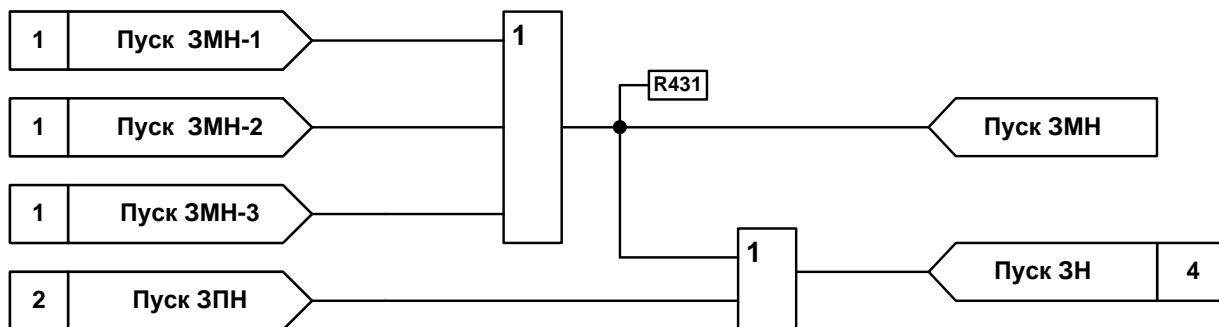 1 Пуск ЗМН-1
1
R431
1 Пуск ЗМН-2
Пуск ЗМН
1 Пуск ЗМН-3
1
Пуск ЗН 4
2 Пуск ЗПН